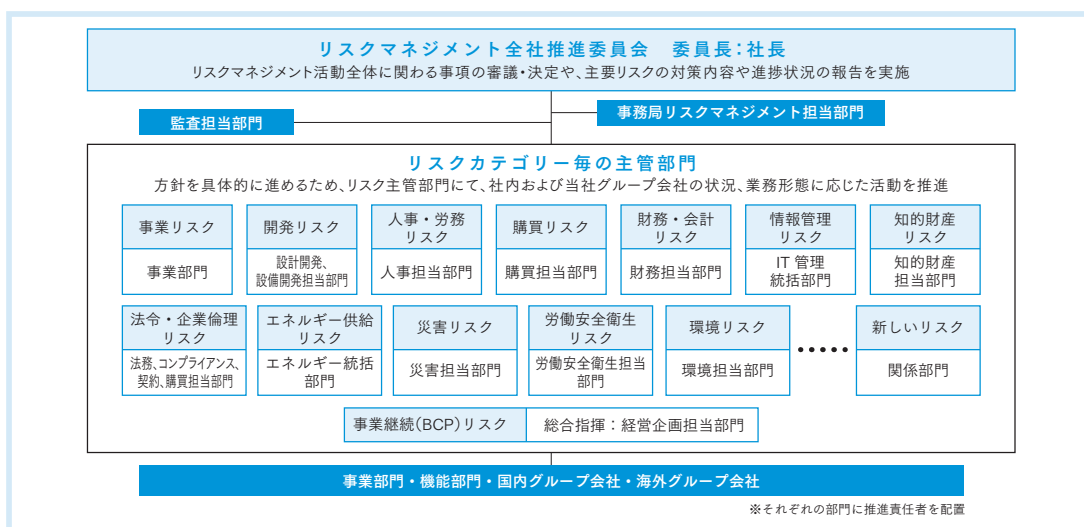 リスクマネジメント全社推進委員会　委員長：社長
リスクマネジメント活動全体に関わる事項の審議・決定や、主要リスクの対策内容や進捗状況の報告を実施
監査担当部門
事務局リスクマネジメント担当部門
リスクカテゴリー毎の主管部門
方針を具体的に進めるため、リスク主管部門にて、社内および当社グループ会社の状況、業務形態に応じた活動を推進
事業リスク
事業部門
開発リスク
設計開発、
設備開発担当部門
人事・労務
リスク
人事担当部門
購買リスク
購買担当部門
財務・会計
リスク
財務担当部門
情報管理
リスク
IT 管理
統括部門
知的財産
リスク
知的財産
担当部門
法令・企業倫理
リスク
法務、コンプライアンス、
契約、購買担当部門
エネルギー供給
リスク
エネルギー統括
部門
災害リスク
災害担当部門
労働安全衛生
リスク
労働安全衛生担当
部門
環境リスク
環境担当部門
•••••
新しいリスク
関係部門
事業継続(BCP)リスク
総合指揮：経営企画担当部門
事業部門・機能部門・国内グループ会社・海外グループ会社
※それぞれの部門に推進責任者を配置